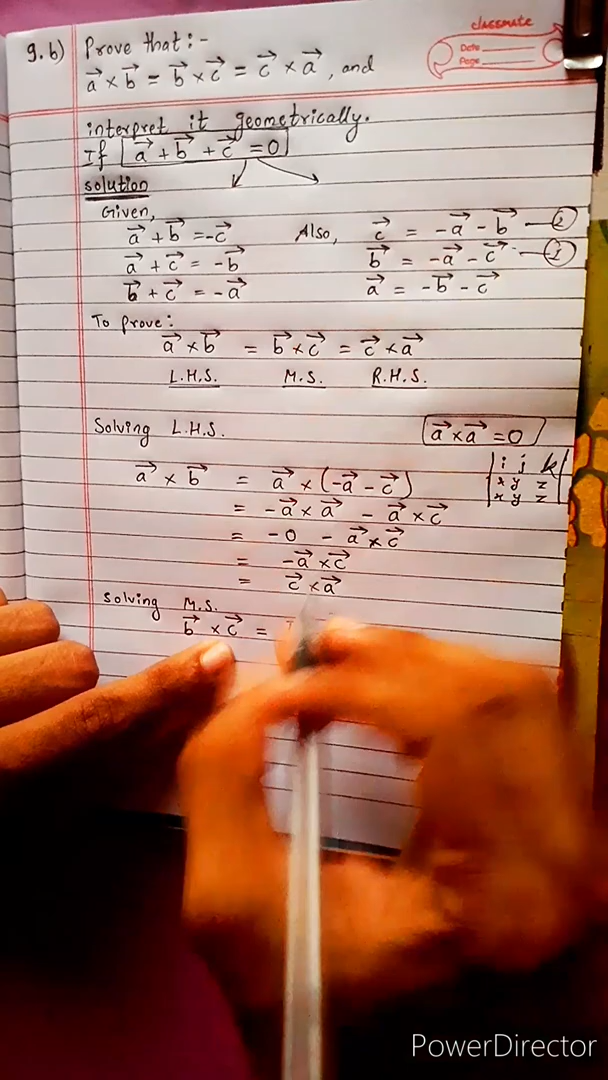 classmate
Date
Page
9. b) Prove that :-
a⃗ × b⃗ = b⃗ × c⃗ = c⃗ × a⃗, and
interpret it geometrically.
If a⃗ + b⃗ + c⃗ = 0
solution
Given,
a⃗ + b⃗ = -c⃗ Also, c⃗ = -a⃗ - b⃗ — ②
a⃗ + c⃗ = -b⃗ b⃗ = -a⃗ - c⃗ — ①
b⃗ + c⃗ = -a⃗ a⃗ = -b⃗ - c⃗
To prove:
a⃗ × b⃗ = b⃗ × c⃗ = c⃗ × a⃗
L.H.S. M.S. R.H.S.
Solving L.H.S. a⃗ × a⃗ = 0
| i j k |
a⃗ × b⃗ = a⃗ × (-a⃗ - c⃗) | x y z |
| x y z |
= -a⃗ × a⃗ - a⃗ × c⃗
= -0 - a⃗ × c⃗
= -a⃗ × c⃗
= c⃗ × a⃗
Solving M.S.
b⃗ × c⃗ =
PowerDirector